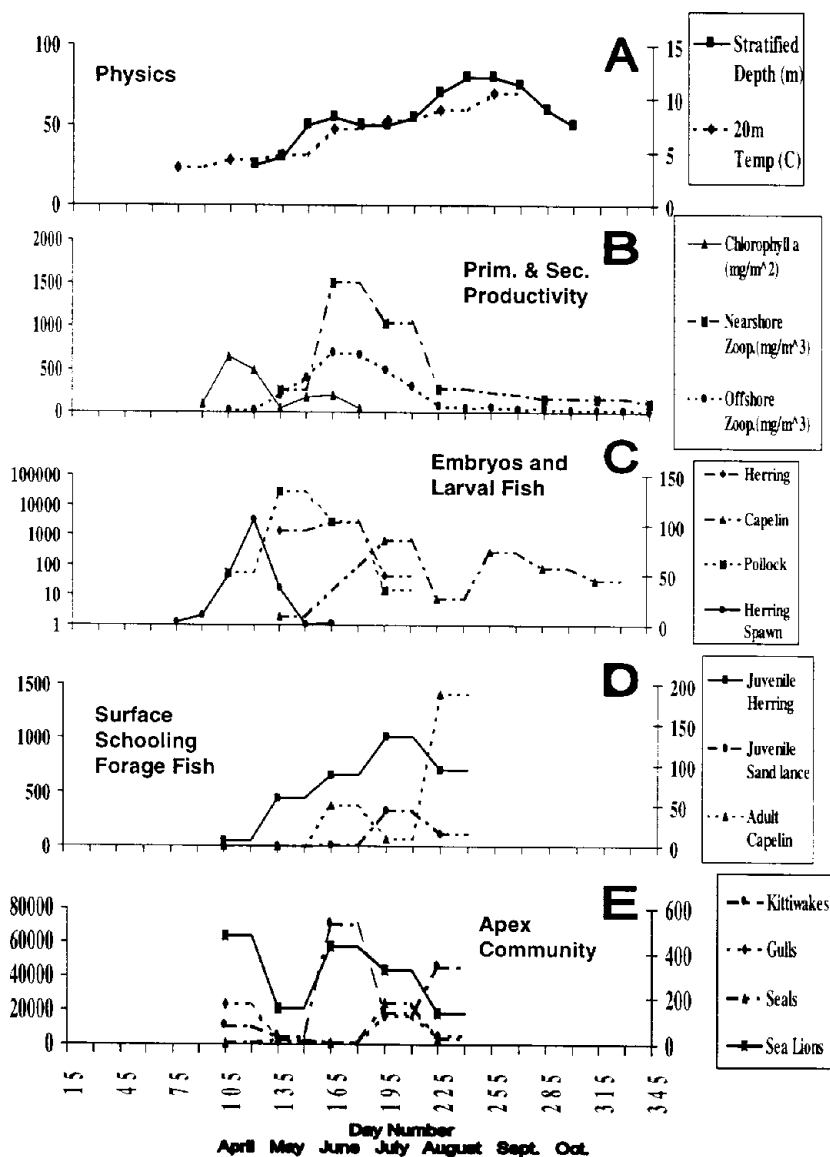 A
Physics
100
50
0
15
10
5
0
Stratified
Depth (m)
20m
Temp (C)
B
Prim. & Sec.
Productivity
2000
1500
1000
500
0
Chlorophyll a
(mg/m^2)
Nearshore
Zoop.(mg/m^3)
Offshore
Zoop.(mg/m^3)
C
Embryos and
Larval Fish
100000
10000
1000
100
10
1
150
100
50
0
Herring
Capelin
Pollock
Herring
Spawn
D
Surface
Schooling
Forage Fish
1500
1000
500
0
200
150
100
50
0
Juvenile
Herring
Juvenile
Sand lance
Adult
Capelin
E
Apex
Community
80000
60000
40000
20000
0
600
400
200
0
Kittiwakes
Gulls
Seals
Sea Lions
15 45 75 105 135 165 195 225 255 285 315 345
Day Number
April May June July August Sept. Oct.